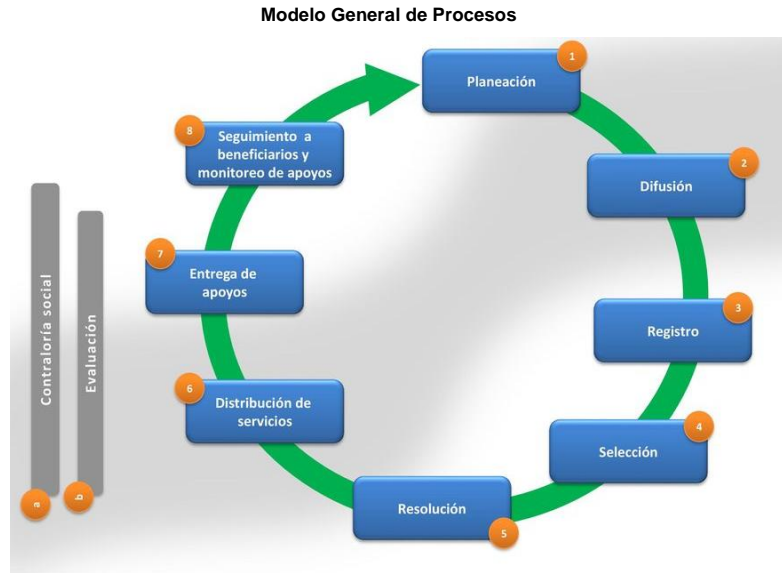 Modelo General de Procesos
1
Planeación
2
Difusión
3
Registro
4
Selección
5
Resolución
6
Distribución de
servicios
7
Entrega de
apoyos
8
Seguimiento a
beneficiarios y
monitoreo de apoyos
a
Contraloría social
b
Evaluación